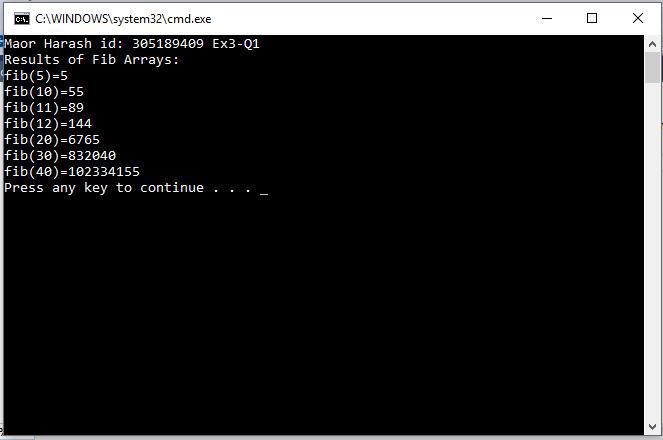 C:\WINDOWS\system32\cmd.exe
Maor Harash id: 305189409 Ex3-Q1
Results of Fib Arrays:
fib(5)=5
fib(10)=55
fib(11)=89
fib(12)=144
fib(20)=6765
fib(30)=832040
fib(40)=102334155
Press any key to continue . . . _